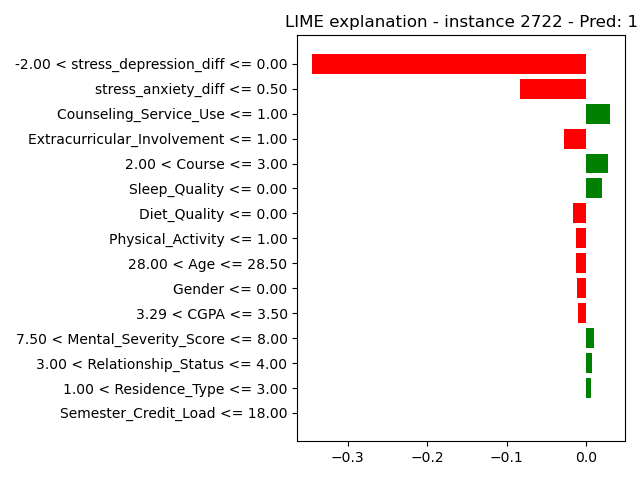 LIME explanation - instance 2722 - Pred: 1
-2.00 < stress_depression_diff <= 0.00
stress_anxiety_diff <= 0.50
Counseling_Service_Use <= 1.00
Extracurricular_Involvement <= 1.00
2.00 < Course <= 3.00
Sleep_Quality <= 0.00
Diet_Quality <= 0.00
Physical_Activity <= 1.00
28.00 < Age <= 28.50
Gender <= 0.00
3.29 < CGPA <= 3.50
7.50 < Mental_Severity_Score <= 8.00
3.00 < Relationship_Status <= 4.00
1.00 < Residence_Type <= 3.00
Semester_Credit_Load <= 18.00
−0.3 −0.2 −0.1 0.0